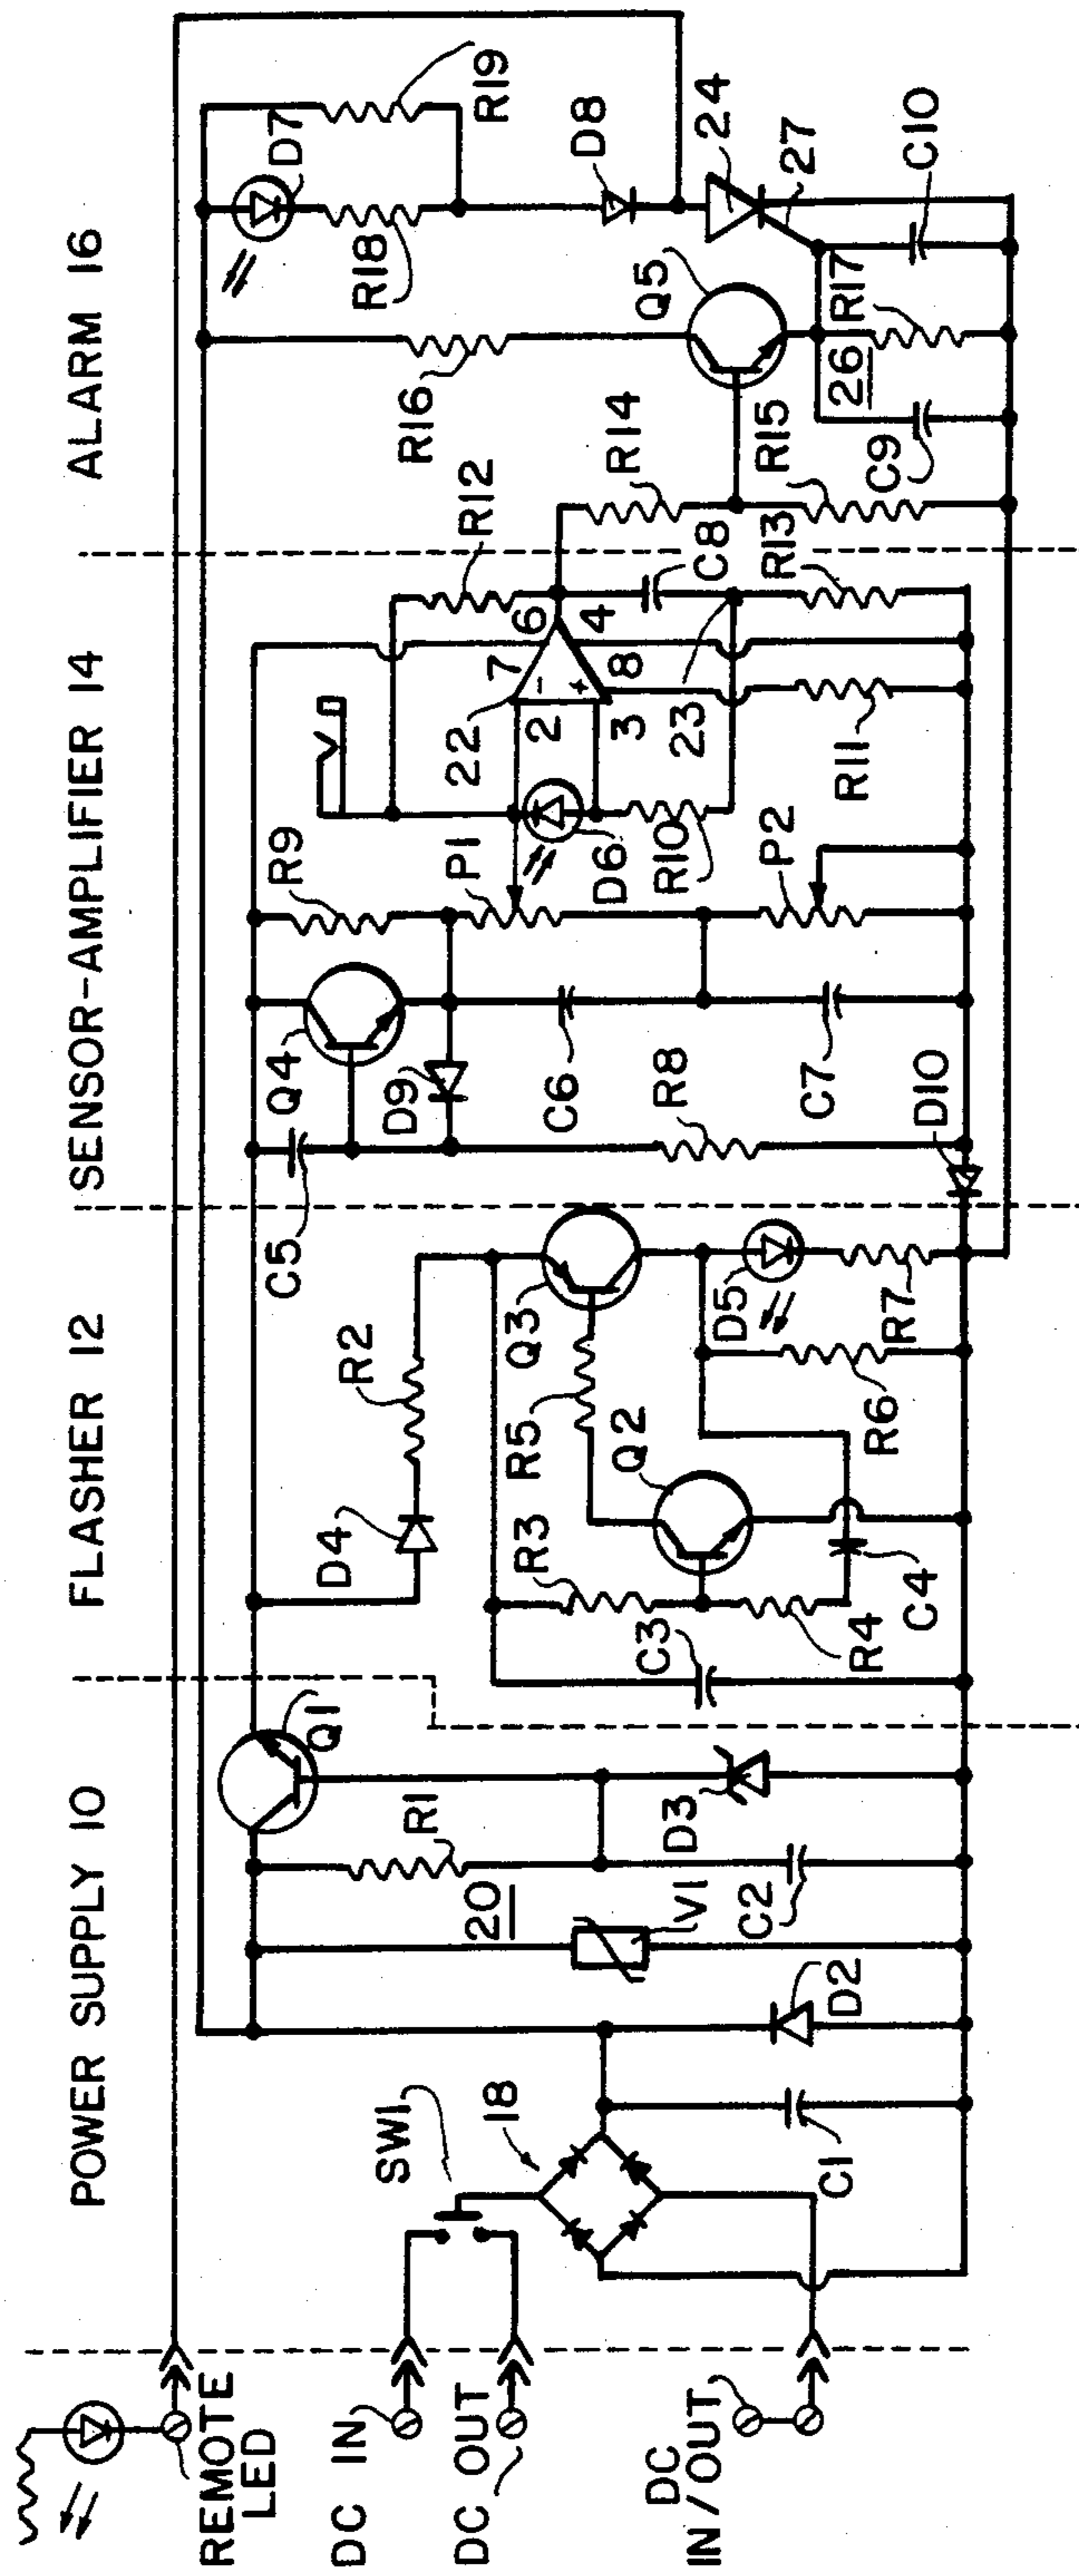 POWER SUPPLY 10
FLASHER 12
SENSOR-AMPLIFIER 14
ALARM 16
REMOTE
LED
DC IN
DC OUT
DC
IN/OUT
SW1
18
C1
D2
20
V1
R1
C2
D3
Q1
D4
R2
C3
R3
R4
C4
R5
Q2
Q3
R6
D5
R7
C5
Q4
D9
C6
R8
C7
D10
R9
P1
D6
R10
P2
22
2
3
7
8
6
4
23
R11
R12
C8
R13
R14
R15
R16
Q5
26
C9
R17
R18
D7
R19
D8
24
27
C10